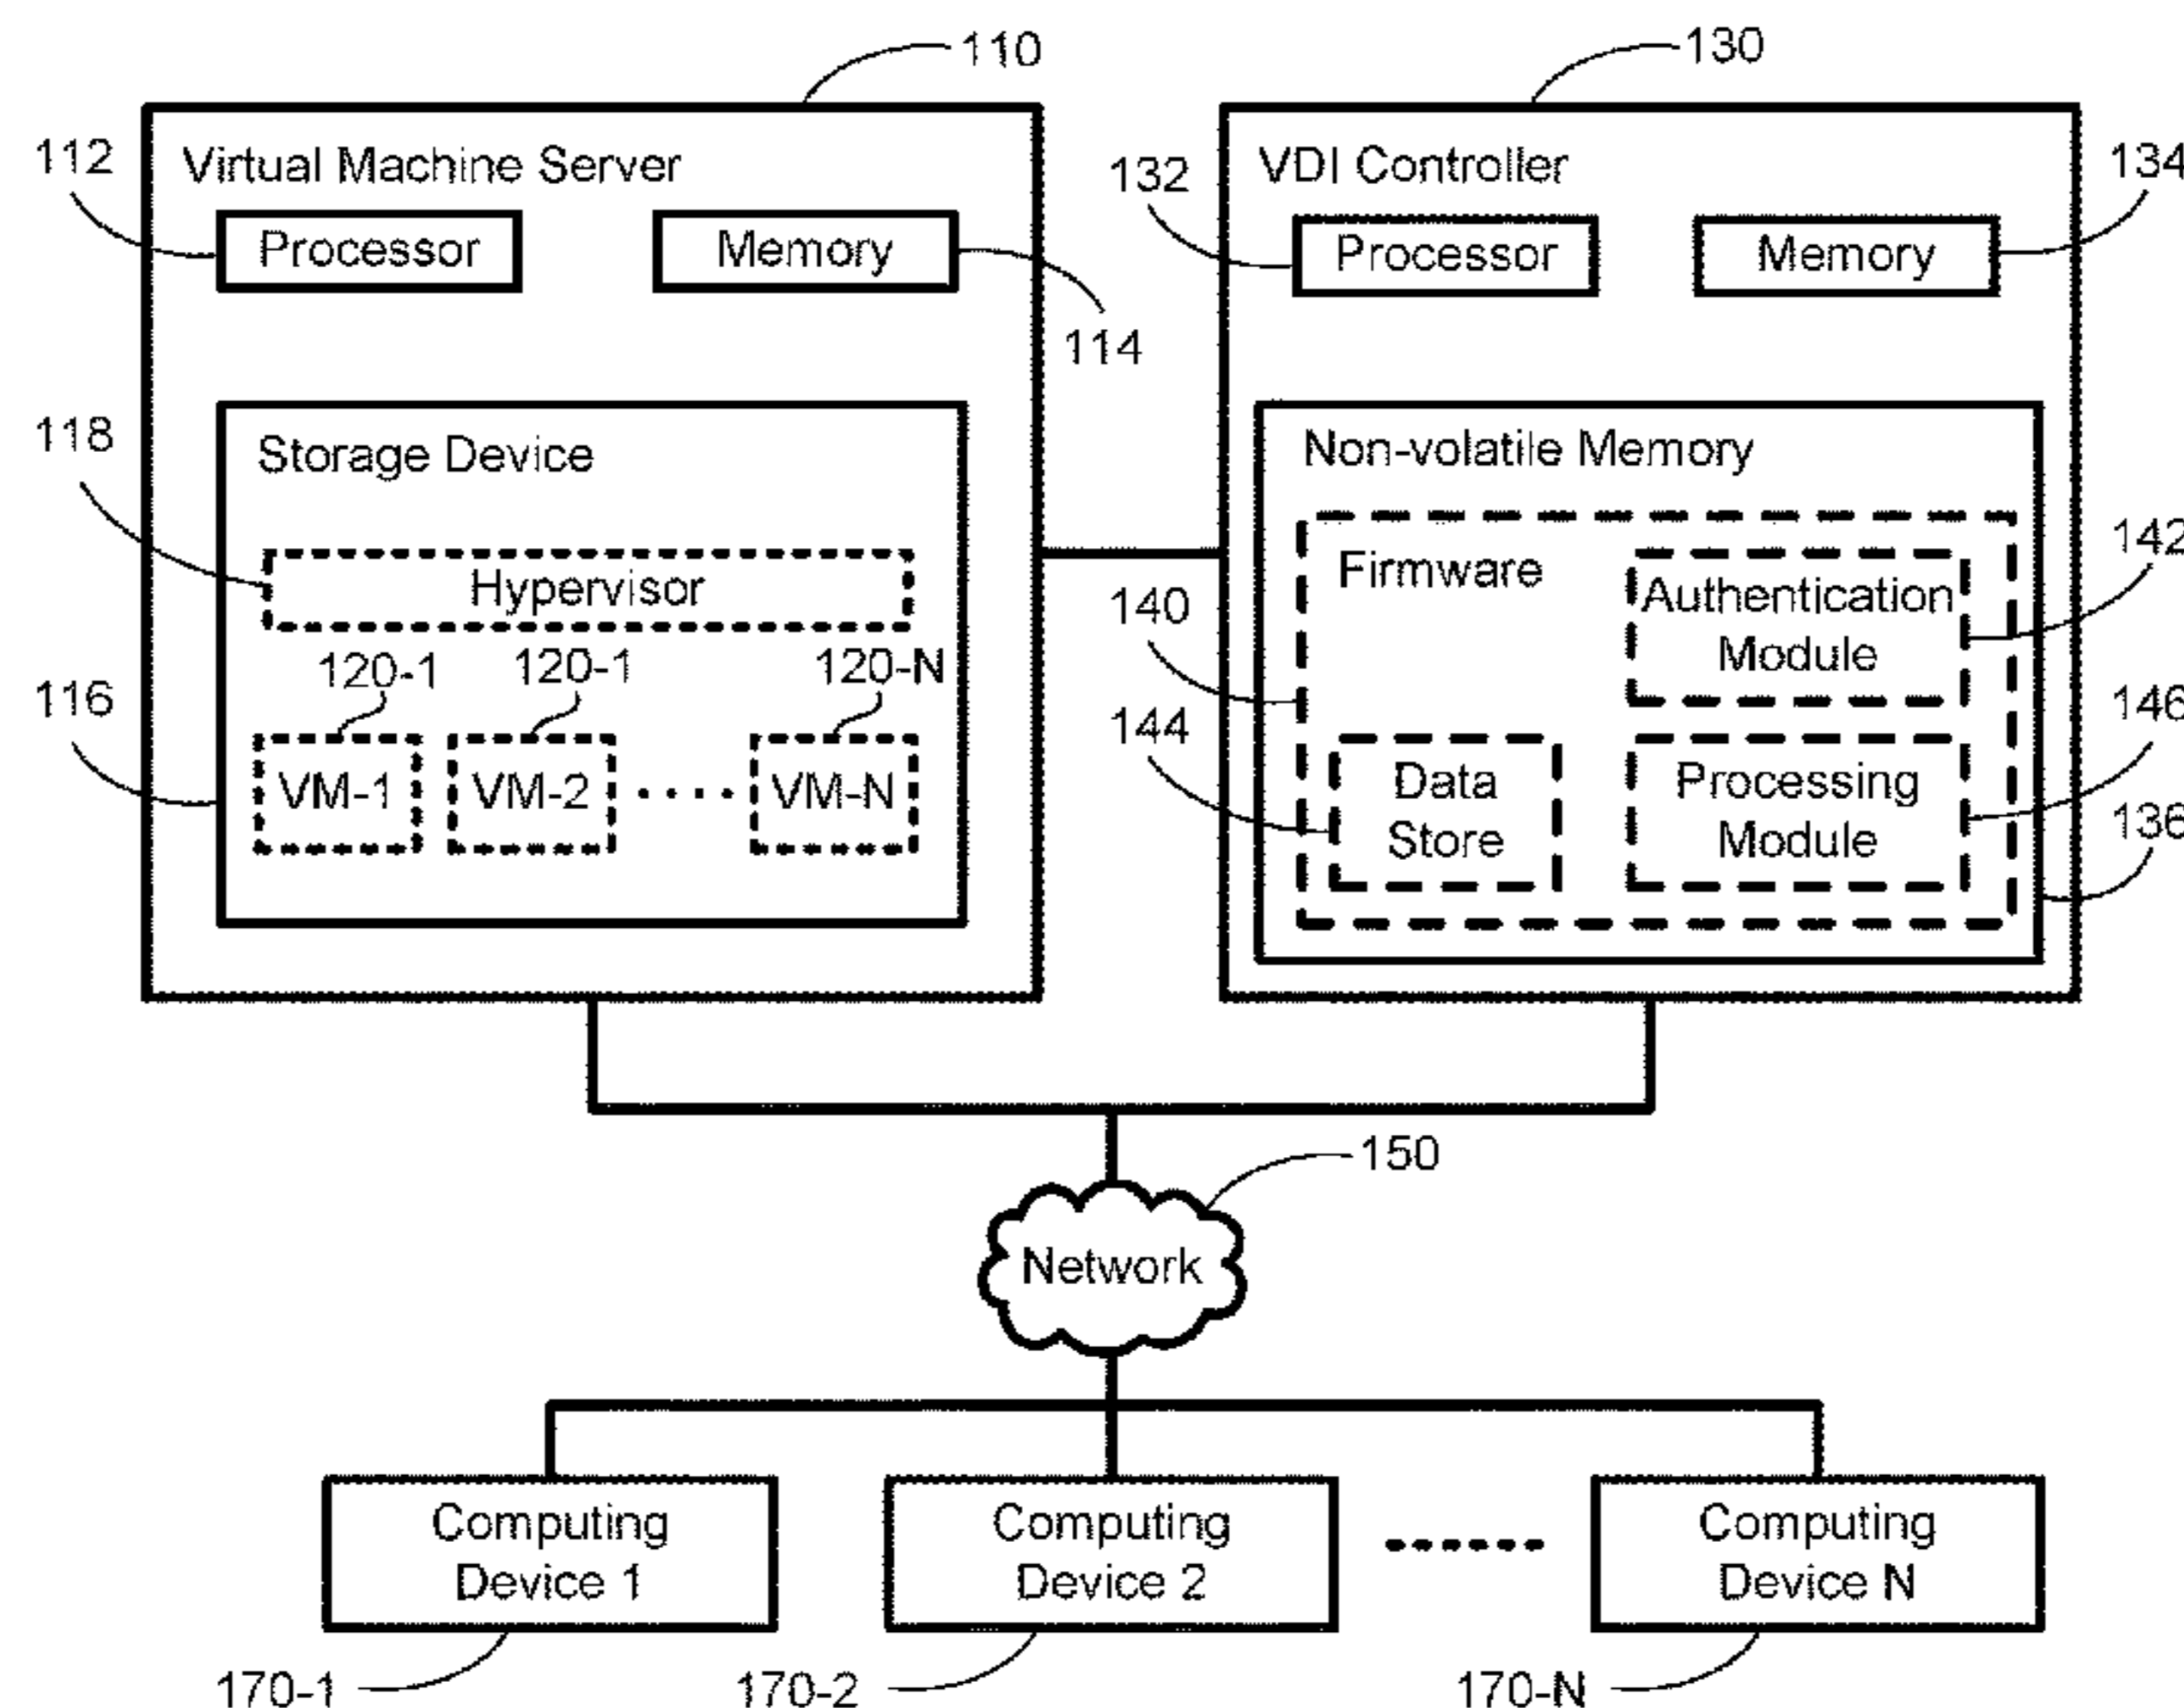 110
130
112
Virtual Machine Server
VDI Controller
134
132
Processor
Memory
Processor
Memory
114
118
Storage Device
Non-volatile Memory
Hypervisor
Firmware
142
140
Authentication
Module
120-1
120-1
120-N
116
144
146
VM-1
VM-2
VM-N
Data
Store
Processing
Module
136
150
Network
Computing
Device 1
Computing
Device 2
Computing
Device N
170-1
170-2
170-N